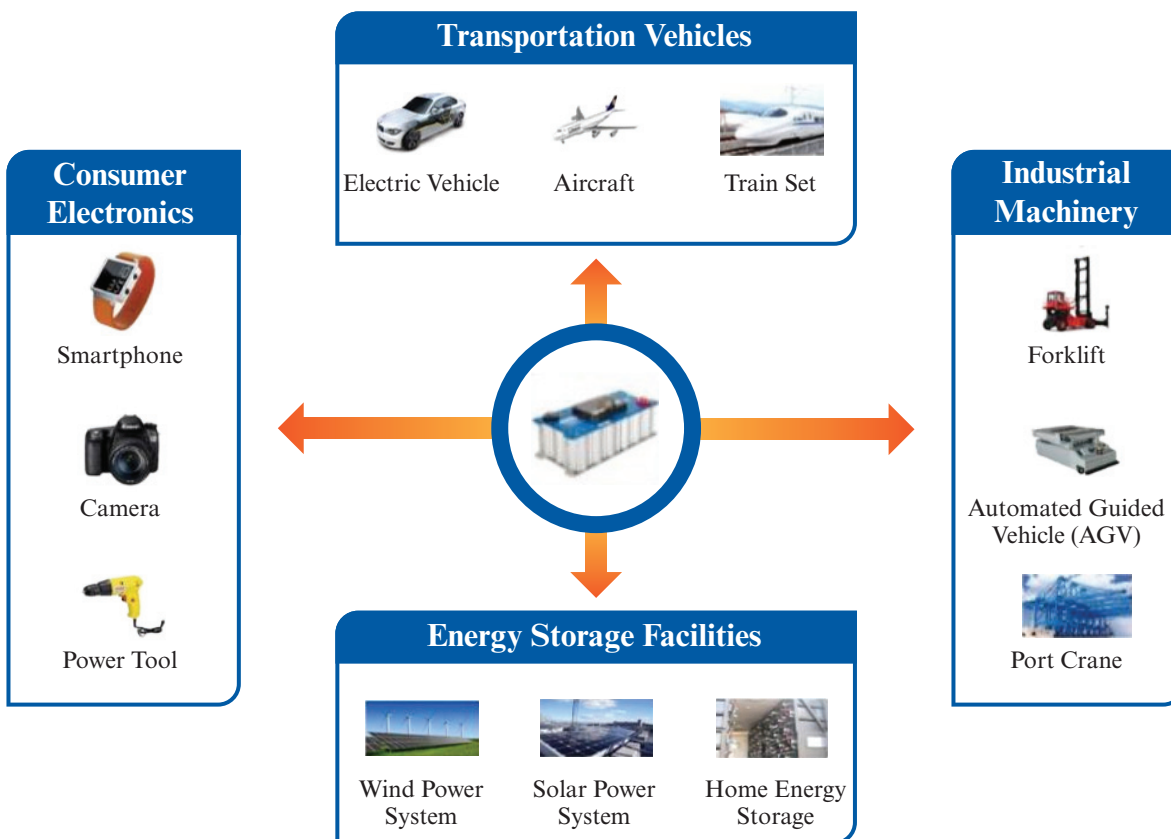 Transportation Vehicles
Electric Vehicle
Aircraft
Train Set
Consumer
Electronics
Smartphone
Camera
Power Tool
Industrial
Machinery
Forklift
Automated Guided
Vehicle (AGV)
Port Crane
Energy Storage Facilities
Wind Power
System
Solar Power
System
Home Energy
Storage